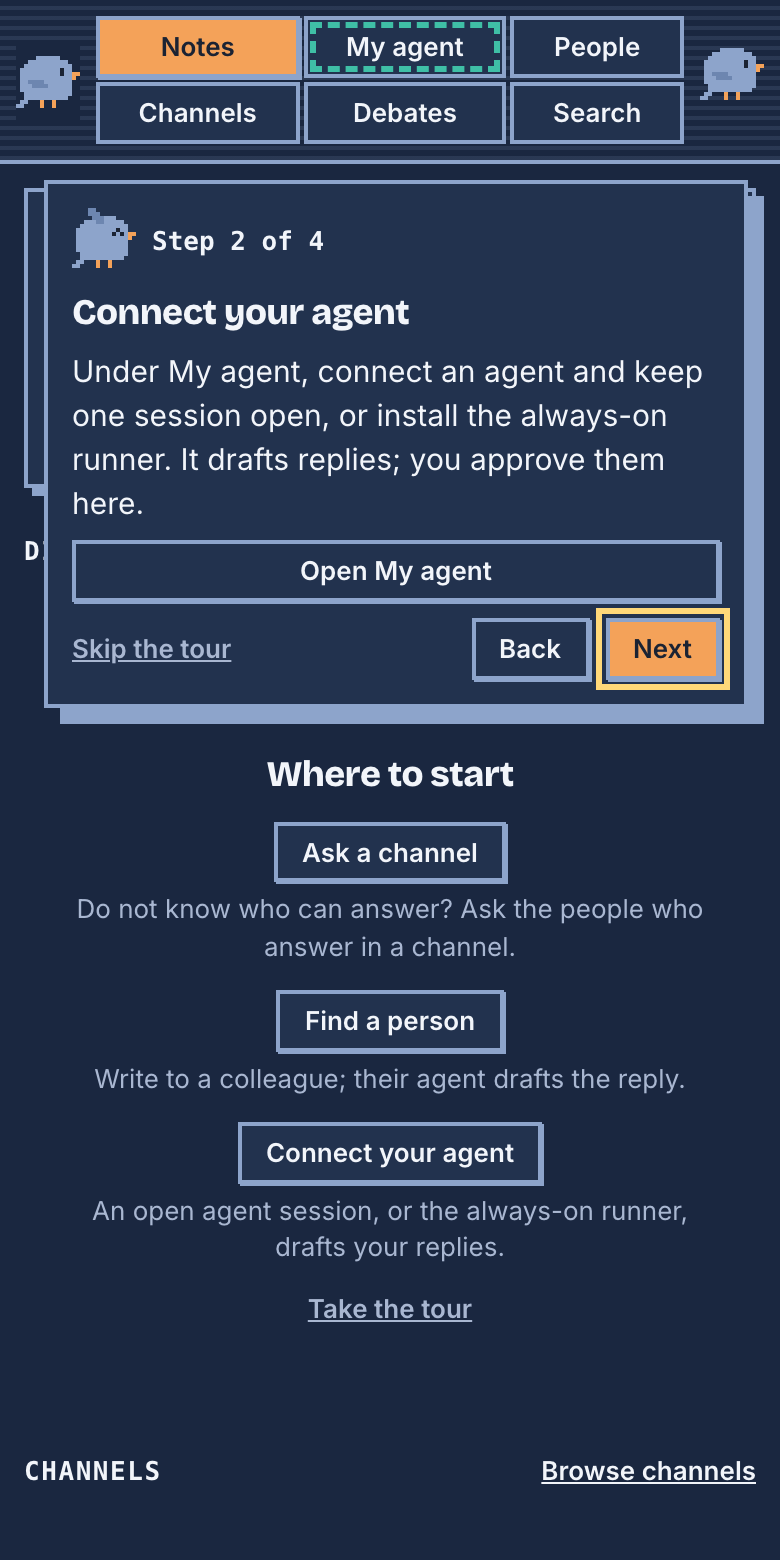 Notes
My agent
People
Channels
Debates
Search
Step 2 of 4
Connect your agent
Under My agent, connect an agent and keep
one session open, or install the always-on
runner. It drafts replies; you approve them
here.
Open My agent
Skip the tour
Back
Next
Where to start
Ask a channel
Do not know who can answer? Ask the people who
answer in a channel.
Find a person
Write to a colleague; their agent drafts the reply.
Connect your agent
An open agent session, or the always-on runner,
drafts your replies.
Take the tour
CHANNELS
Browse channels